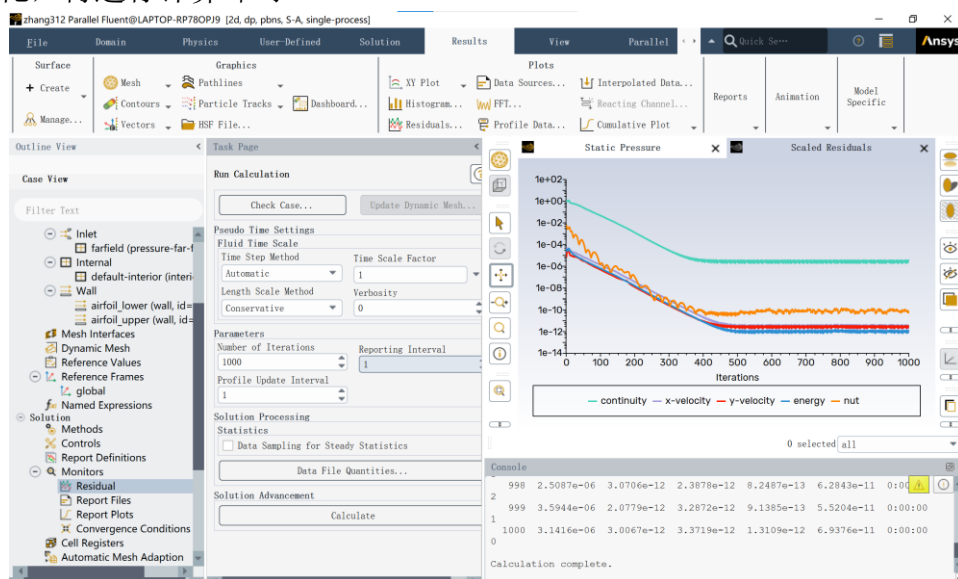 zhang312 Parallel Fluent@LAPTOP-RP78OPJ9 [2d, dp, pbns, S-A, single-process]
File Domain Physics User-Defined Solution Results View Parallel Quick Se··· Ansys
Surface Graphics Plots
+ Create Mesh Pathlines XY Plot Data Sources... Interpolated Data...
Contours Particle Tracks Dashboard... Histogram... FFT... Reacting Channel... Reports Animation Model Specific
Manage... Vectors HSF File... Residuals... Profile Data... Cumulative Plot
Outline View < Task Page <
Case View
Filter Text
Inlet
farfield (pressure-far-f
Internal
default-interior (interi
Wall
airfoil_lower (wall, id=
airfoil_upper (wall, id=
Mesh Interfaces
Dynamic Mesh
Reference Values
Reference Frames
global
Named Expressions
Solution
Methods
Controls
Report Definitions
Monitors
Residual
Report Files
Report Plots
Convergence Conditions
Cell Registers
Automatic Mesh Adaption
Run Calculation
Check Case... Update Dynamic Mesh...
Pseudo Time Settings
Fluid Time Scale
Time Step Method Time Scale Factor
Automatic 1
Length Scale Method Verbosity
Conservative 0
Parameters
Number of Iterations Reporting Interval
1000 1
Profile Update Interval
1
Solution Processing
Statistics
Data Sampling for Steady Statistics
Data File Quantities...
Solution Advancement
Calculate
Static Pressure X Scaled Residuals X
1e+02
1e+00
1e-02
1e-04
1e-06
1e-08
1e-10
1e-12
1e-14
0 100 200 300 400 500 600 700 800 900 1000
Iterations
continuity x-velocity y-velocity energy nut
0 selected all
Console
998 2.5087e-06 3.0706e-12 2.3878e-12 8.2487e-13 6.2843e-11 0:00
2
999 3.5944e-06 2.0779e-12 3.2872e-12 9.1385e-13 5.5204e-11 0:00:00
1
1000 3.1416e-06 3.0067e-12 3.3719e-12 1.3109e-12 6.9376e-11 0:00:00
0
Calculation complete.